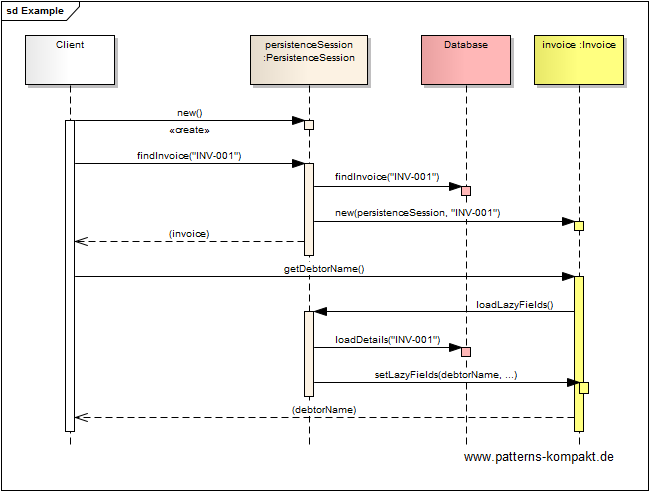 sd Example
Client
persistenceSession
:PersistenceSession
Database
invoice :Invoice
new()
«create»
findInvoice("INV-001")
findInvoice("INV-001")
new(persistenceSession, "INV-001")
(invoice)
getDebtorName()
loadLazyFields()
loadDetails("INV-001")
setLazyFields(debtorName, ...)
(debtorName)
www.patterns-kompakt.de